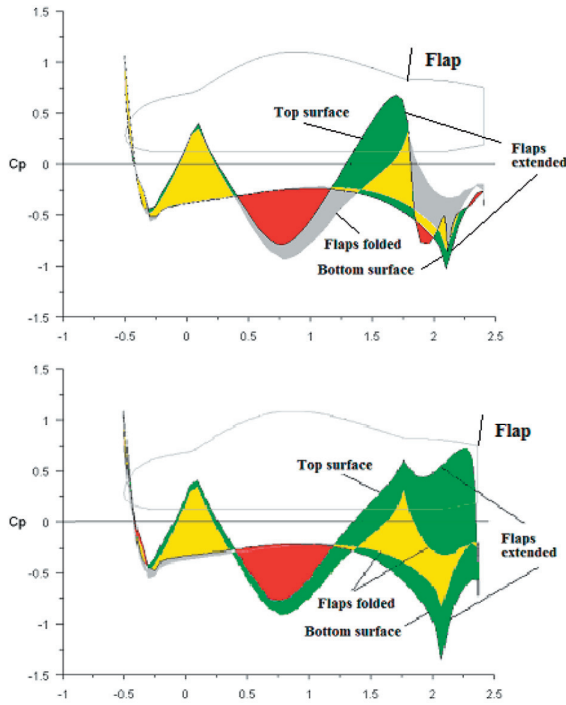 1.5
Flap
1
Top surface
0.5
Flaps
extended
Cp
0
-0.5
Flaps folded
-1
Bottom surface
-1.5
-1 -0.5 0 0.5 1 1.5 2 2.5
1.5
Flap
1
Top surface
0.5
Cp
0
Flaps
extended
-0.5
Flaps folded
-1
Bottom surface
-1.5
-1 -0.5 0 0.5 1 1.5 2 2.5